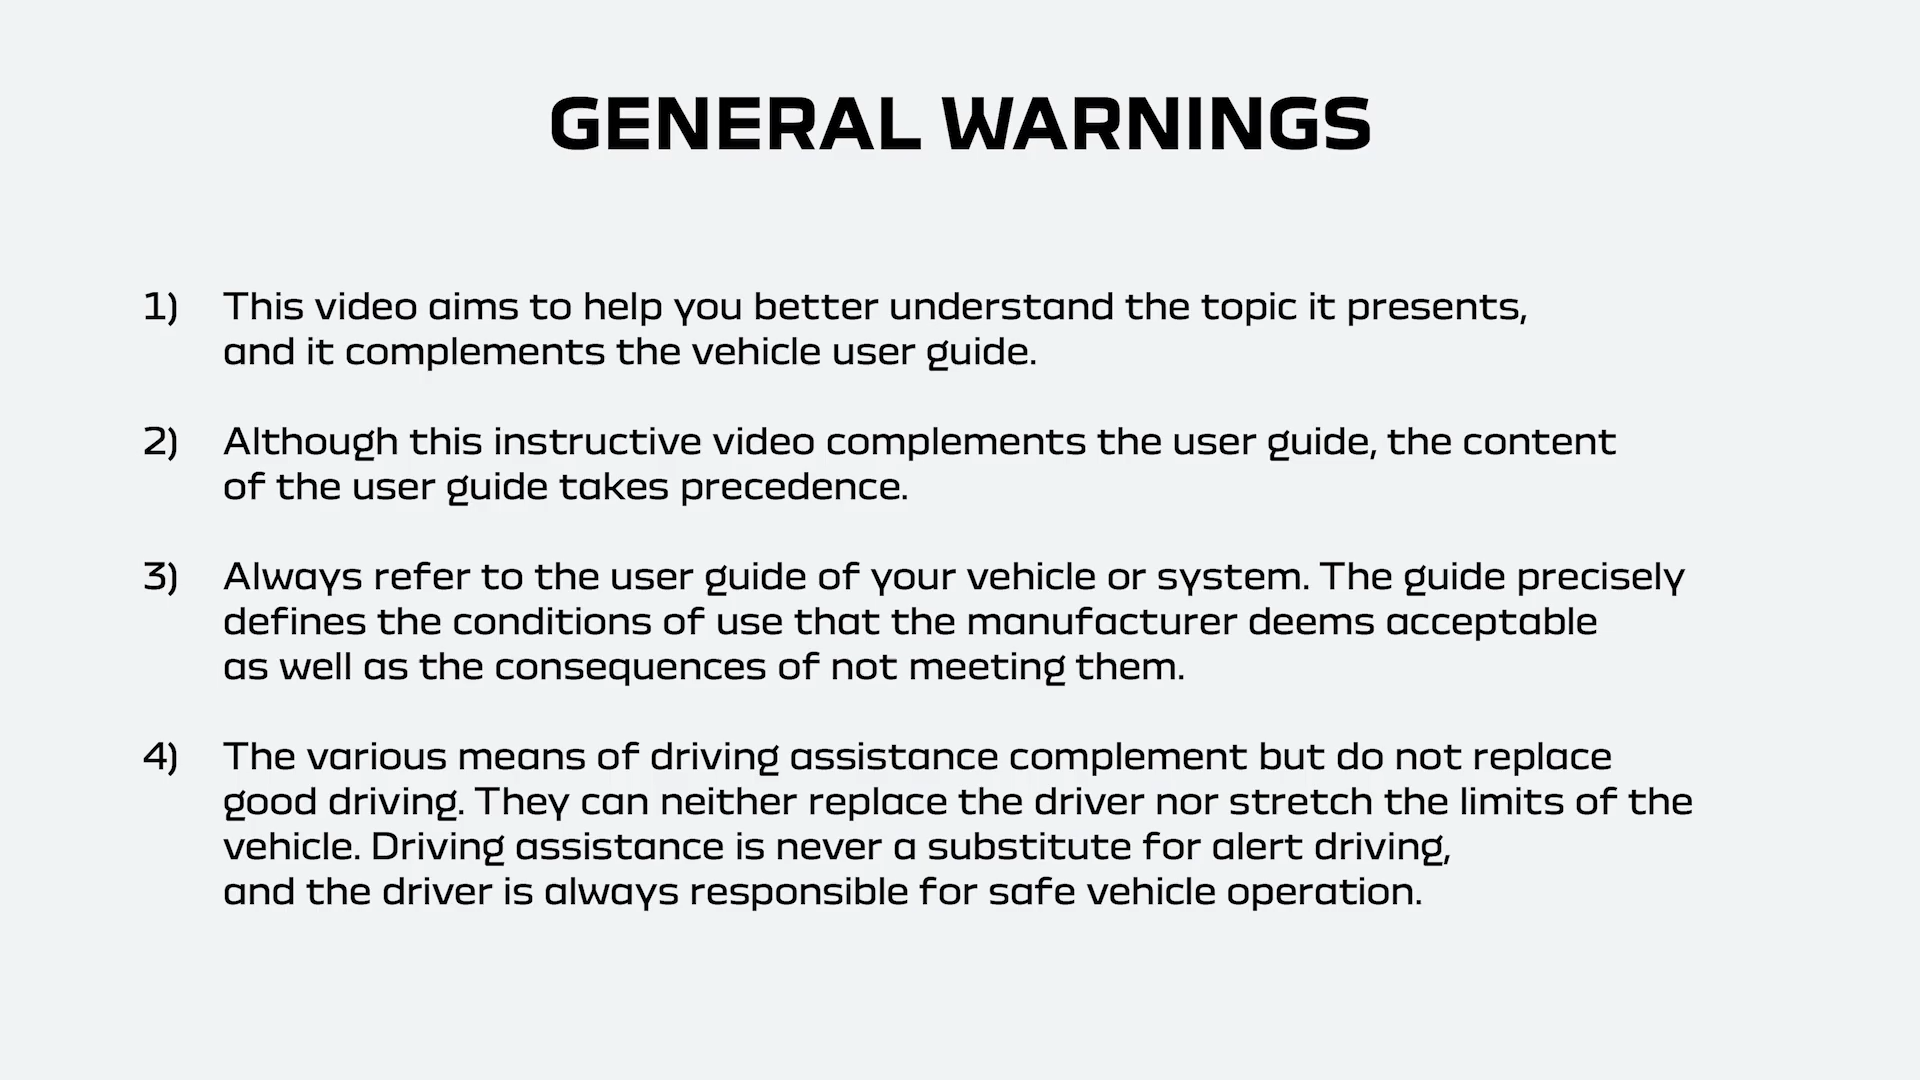 GENERAL WARNINGS
1) This video aims to help you better understand the topic it presents,
and it complements the vehicle user guide.
2) Although this instructive video complements the user guide, the content
of the user guide takes precedence.
3) Always refer to the user guide of your vehicle or system. The guide precisely
defines the conditions of use that the manufacturer deems acceptable
as well as the consequences of not meeting them.
4) The various means of driving assistance complement but do not replace
good driving. They can neither replace the driver nor stretch the limits of the
vehicle. Driving assistance is never a substitute for alert driving,
and the driver is always responsible for safe vehicle operation.